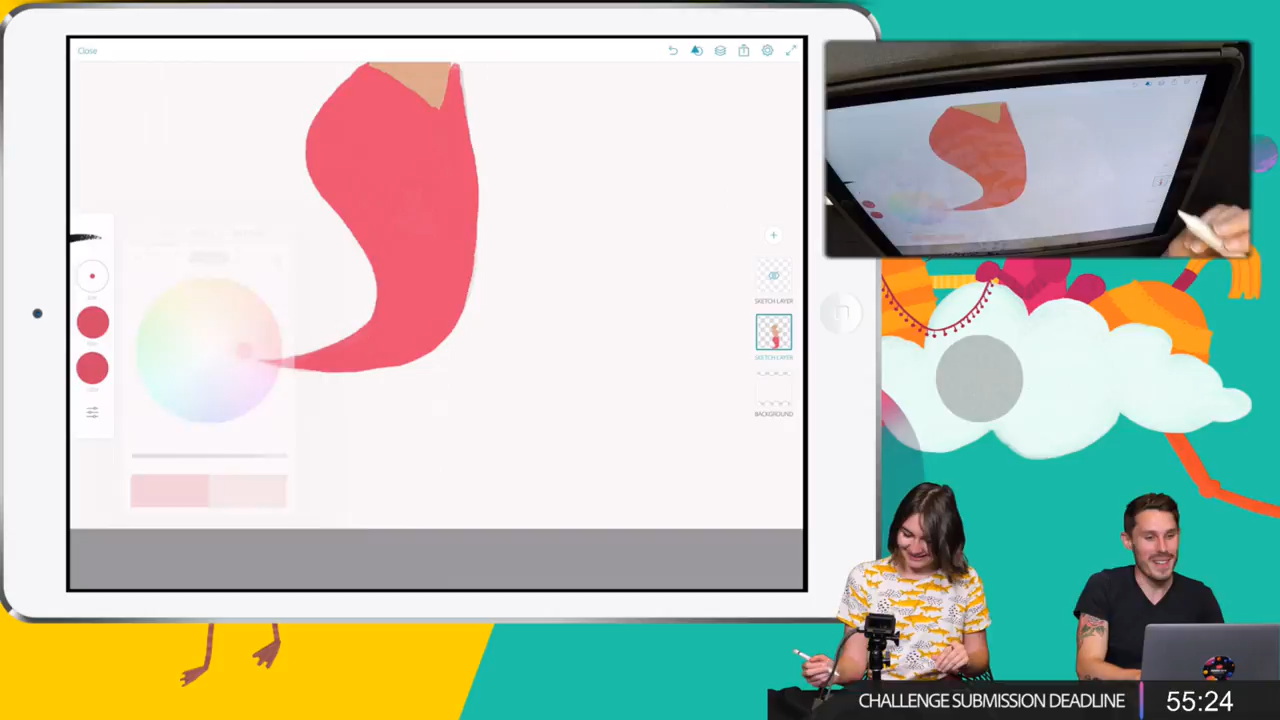 Close
SKETCH LAYER
SKETCH LAYER
BACKGROUND
CHALLENGE SUBMISSION DEADLINE
55:24